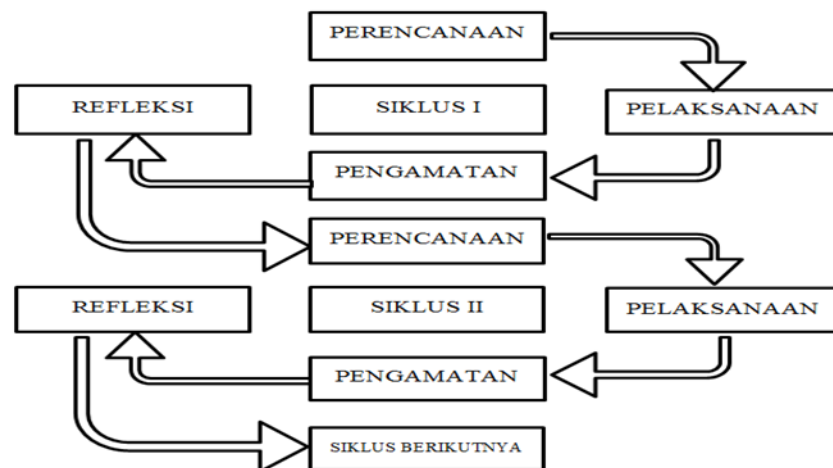 PERENCANAAN
REFLEKSI
SIKLUS I
PELAKSANAAN
PENGAMATAN
PERENCANAAN
REFLEKSI
SIKLUS II
PELAKSANAAN
PENGAMATAN
SIKLUS BERIKUTNYA